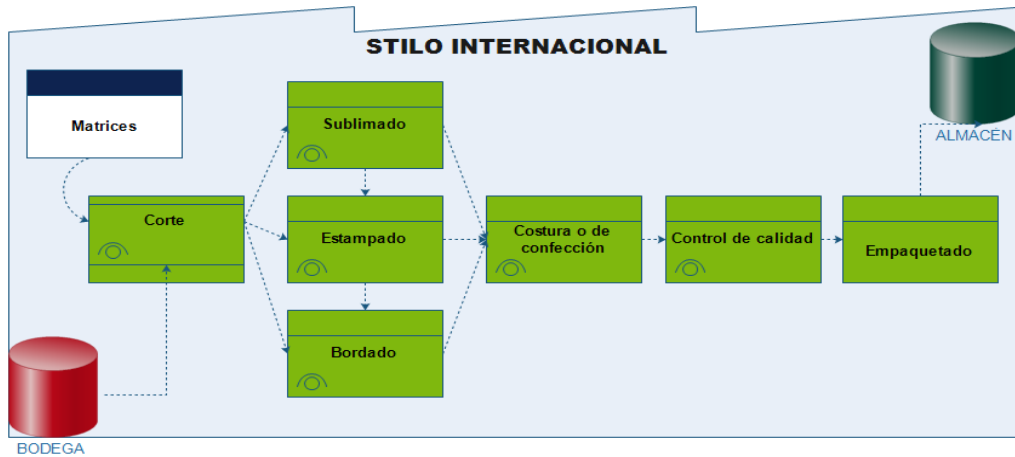 STILO INTERNACIONAL
Matrices
Sublimado
ALMACÉN
Corte
Estampado
Costura o de
confección
Control de calidad
Empaquetado
Bordado
BODEGA